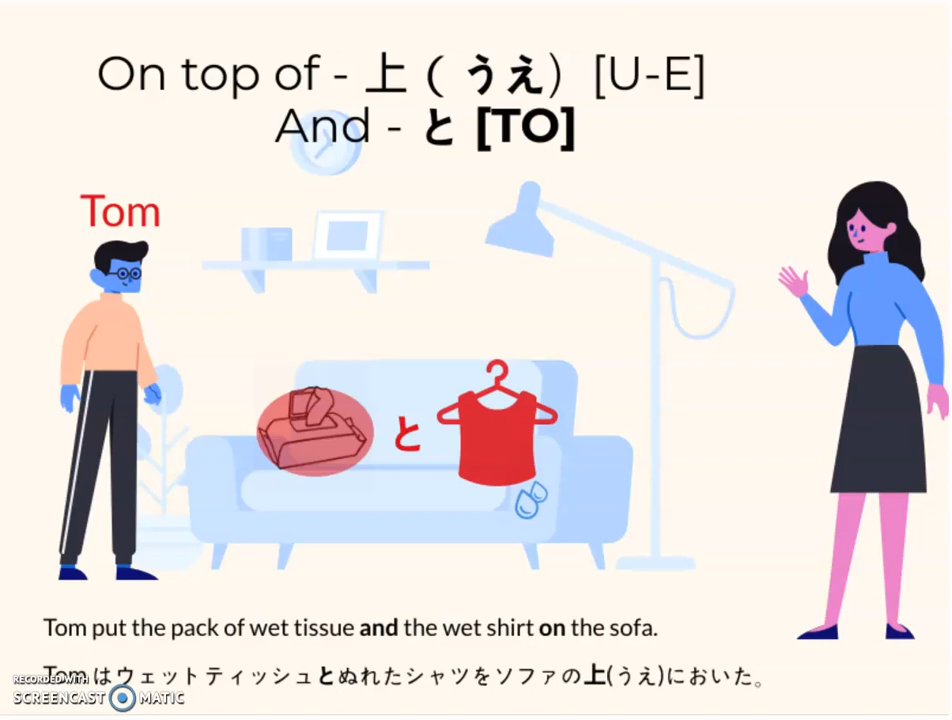 On top of - 上 ( うえ) [U-E]
And - と [TO]
Tom
と
Tom put the pack of wet tissue and the wet shirt on the sofa.
Tom はウェットティッシュとぬれたシャツをソファの上(うえ)においた。
RECORDED WITH
SCREENCAST MATIC